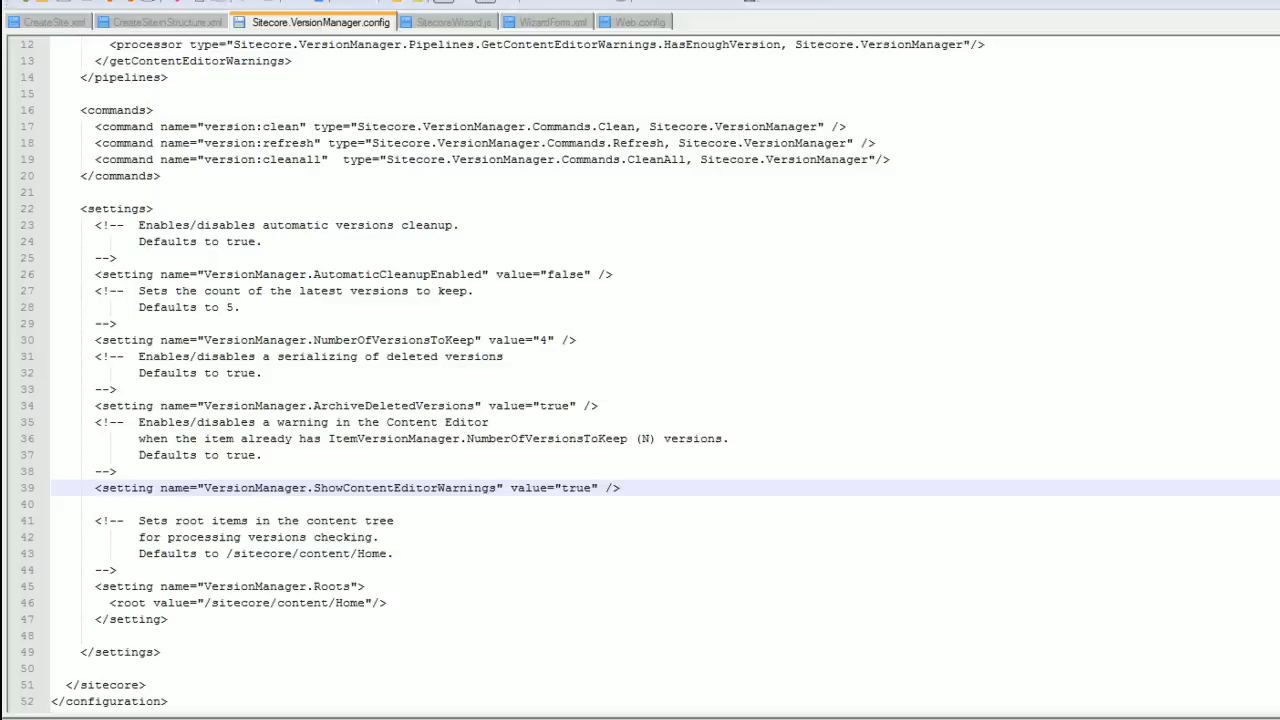 CreateSite.xml
CreateSite in Structure.xml
Sitecore.VersionManager.config
SitecoreWizard.js
WizardForm.xml
Web.config
12 <processor type="Sitecore.VersionManager.Pipelines.GetContentEditorWarnings.HasEnoughVersion, Sitecore.VersionManager"/>
13 </getContentEditorWarnings>
14 </pipelines>
15
16 <commands>
17 <command name="version:clean" type="Sitecore.VersionManager.Commands.Clean, Sitecore.VersionManager" />
18 <command name="version:refresh" type="Sitecore.VersionManager.Commands.Refresh, Sitecore.VersionManager" />
19 <command name="version:cleanall"  type="Sitecore.VersionManager.Commands.CleanAll, Sitecore.VersionManager"/>
20 </commands>
21
22 <settings>
23 <!--  Enables/disables automatic versions cleanup.
24 Defaults to true.
25 -->
26 <setting name="VersionManager.AutomaticCleanupEnabled" value="false" />
27 <!--  Sets the count of the latest versions to keep.
28 Defaults to 5.
29 -->
30 <setting name="VersionManager.NumberOfVersionsToKeep" value="4" />
31 <!--  Enables/disables a serializing of deleted versions
32 Defaults to true.
33 -->
34 <setting name="VersionManager.ArchiveDeletedVersions" value="true" />
35 <!--  Enables/disables a warning in the Content Editor
36 when the item already has ItemVersionManager.NumberOfVersionsToKeep (N) versions.
37 Defaults to true.
38 -->
39 <setting name="VersionManager.ShowContentEditorWarnings" value="true" />
40
41 <!--  Sets root items in the content tree
42 for processing versions checking.
43 Defaults to /sitecore/content/Home.
44 -->
45 <setting name="VersionManager.Roots">
46 <root value="/sitecore/content/Home"/>
47 </setting>
48
49 </settings>
50
51 </sitecore>
52 </configuration>